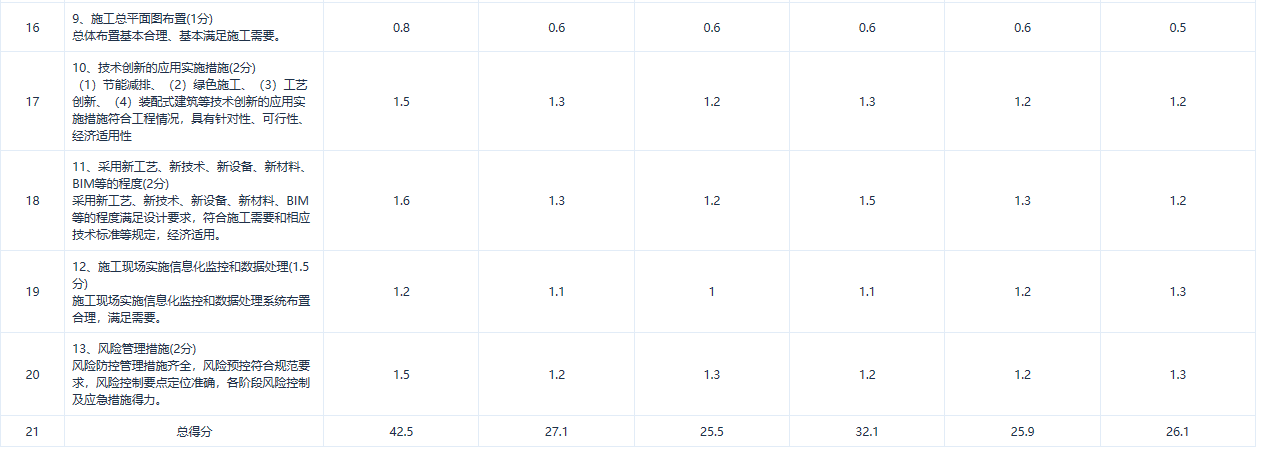 16
9、施工总平面图布置(1分)
总体布置基本合理、基本满足施工需要。
0.8
0.6
0.6
0.6
0.6
0.5
17
10、技术创新的应用实施措施(2分)
（1）节能减排、（2）绿色施工、（3）工艺
创新、（4）装配式建筑等技术创新的应用实
施措施符合工程情况，具有针对性、可行性、
经济适用性
1.5
1.3
1.2
1.3
1.2
1.2
18
11、采用新工艺、新技术、新设备、新材料、
BIM等的程度(2分)
采用新工艺、新技术、新设备、新材料、BIM
等的程度满足设计要求，符合施工需要和相应
技术标准等规定，经济适用。
1.6
1.3
1.2
1.5
1.3
1.2
19
12、施工现场实施信息化监控和数据处理(1.5
分)
施工现场实施信息化监控和数据处理系统布置
合理，满足需要。
1.2
1.1
1
1.1
1.2
1.3
20
13、风险管理措施(2分)
风险防控管理措施齐全，风险预控符合规范要
求，风险控制要点定位准确，各阶段风险控制
及应急措施得力。
1.5
1.2
1.3
1.2
1.2
1.3
21
总得分
42.5
27.1
25.5
32.1
25.9
26.1